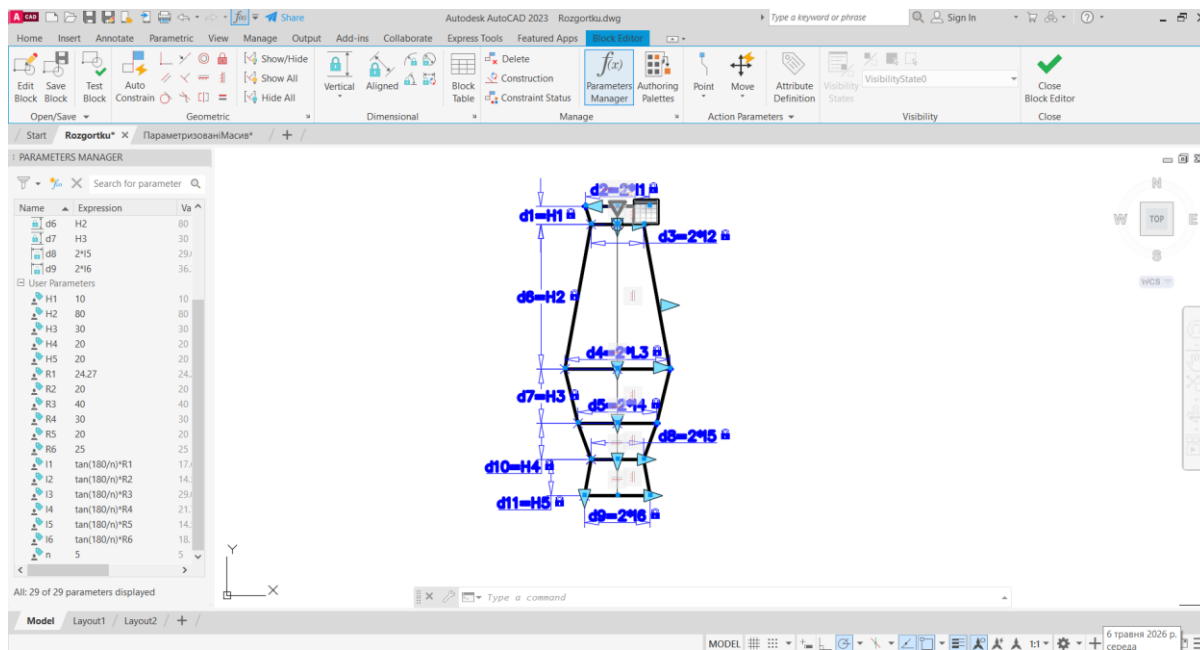 A CAD Share Autodesk AutoCAD 2023 Rozgortku.dwg Type a keyword or phrase Sign In
Home Insert Annotate Parametric View Manage Output Add-ins Collaborate Express Tools Featured Apps Block Editor
Edit Block Save Block Test Block Auto Constrain Show/Hide Show All Hide All Vertical Aligned Block Table Delete Construction Constraint Status Parameters Manager Authoring Palettes Point Move Attribute Definition Visibility States VisibilityState0 Close Block Editor
Open/Save Geometric Dimensional Manage Action Parameters Visibility Close
Start Rozgortku* ПараметризованіМасив*
PARAMETERS MANAGER
Search for parameter
Name Expression Va
d6 H2 80
d7 H3 30
d8 2*l5 29.
d9 2*l6 36.
User Parameters
H1 10 10
H2 80 80
H3 30 30
H4 20 20
H5 20 20
R1 24.27 24.
R2 20 20
R3 40 40
R4 30 30
R5 20 20
R6 25 25
l1 tan(180/n)*R1 17.
l2 tan(180/n)*R2 14.
l3 tan(180/n)*R3 29.
l4 tan(180/n)*R4 21.
l5 tan(180/n)*R5 14.
l6 tan(180/n)*R6 18.
n 5 5
All: 29 of 29 parameters displayed
d2=2*l1
d1=H1
d3=2*l2
d6=H2
d4=2*L3
d7=H3
d5=2*l4
d8=2*l5
d10=H4
d11=H5
d9=2*l6
N
W TOP E
S
WCS
Y
X
Type a command
Model Layout1 Layout2
MODEL 1:1
6 травня 2026 р.
середа